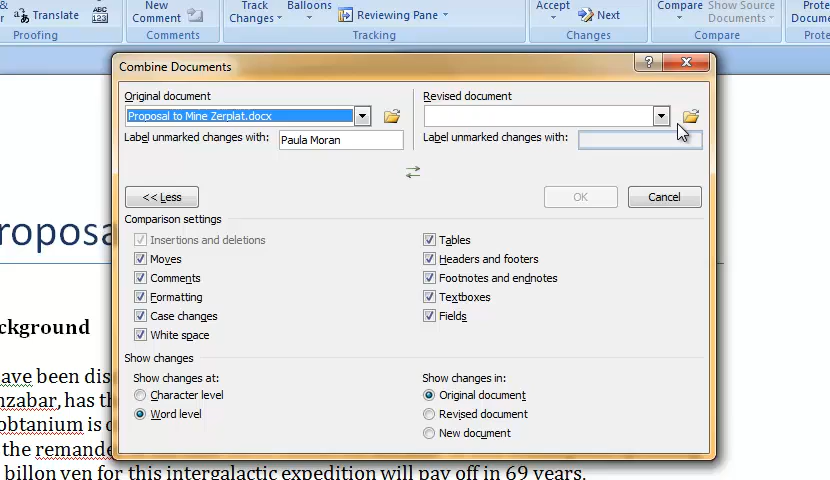 Translate
ABC
Proofing
New
Comment
Comments
Track
Changes
Balloons
Reviewing Pane
Tracking
Accept
Next
Changes
Compare
Show Source
Documents
Compare
Combine Documents
Original document
Revised document
Proposal to Mine Zerplat.docx
Label unmarked changes with:
Paula Moran
Label unmarked changes with:
<< Less
OK
Cancel
Comparison settings
Insertions and deletions
Tables
Moves
Headers and footers
Comments
Footnotes and endnotes
Formatting
Textboxes
Case changes
Fields
White space
Show changes
Show changes at:
Show changes in:
Character level
Original document
Word level
Revised document
New document
roposa
ckground
ave been dis
nzabar, has th
obtanium is o
the remande
billon yen for this intergalactic expedition will pay off in 69 years.